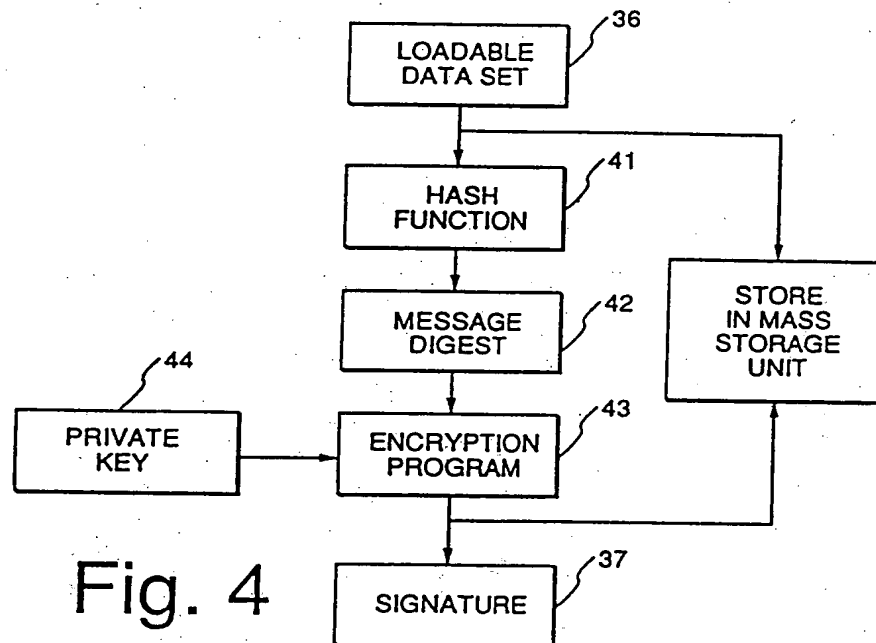 36
LOADABLE
DATA SET
41
HASH
FUNCTION
STORE
IN MASS
STORAGE
UNIT
42
MESSAGE
DIGEST
44
PRIVATE
KEY
43
ENCRYPTION
PROGRAM
37
SIGNATURE
Fig. 4